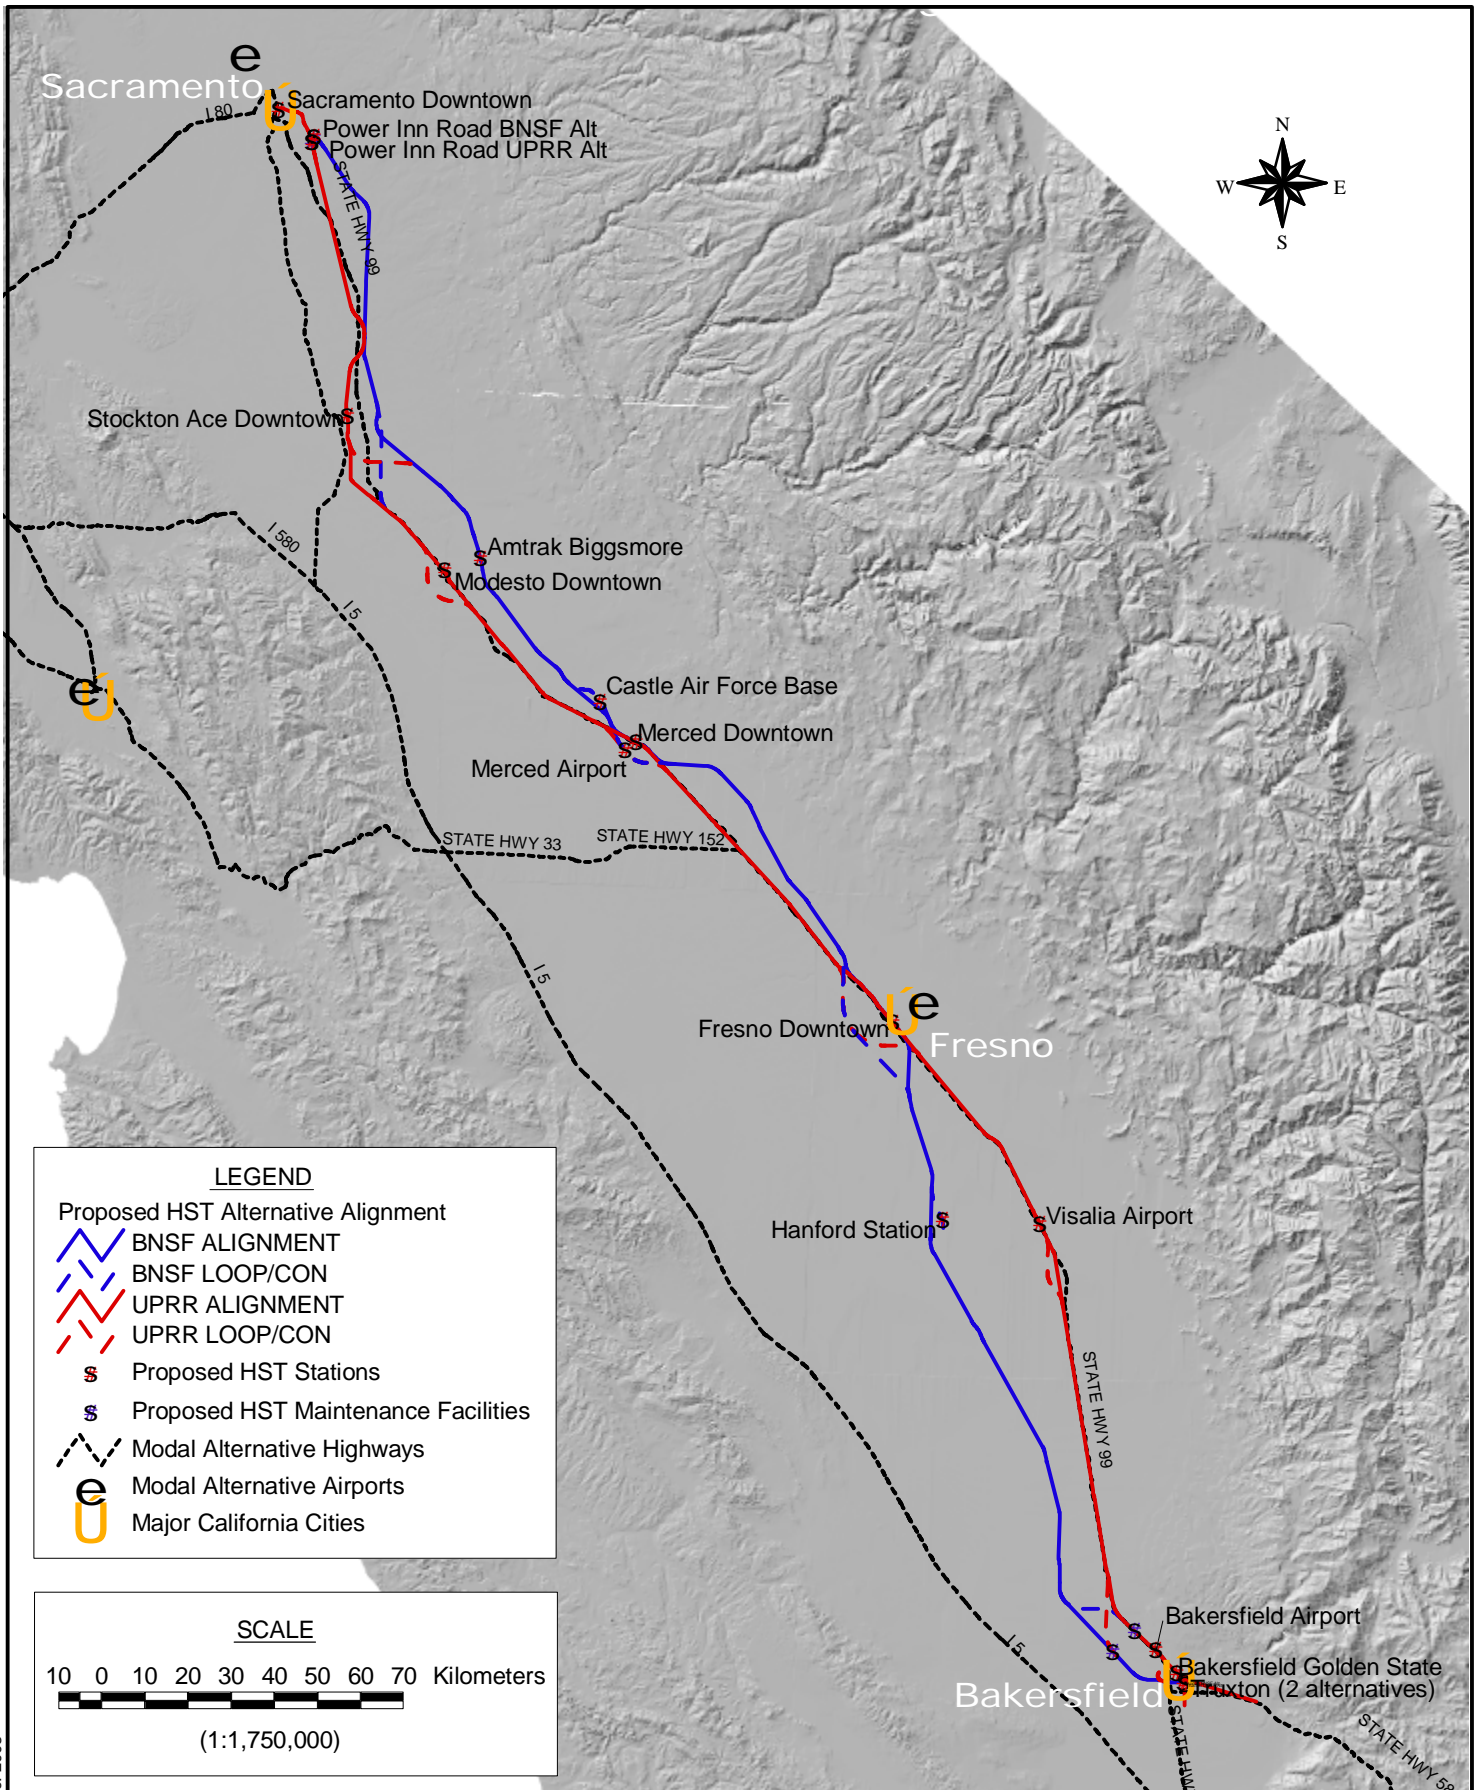 e
Sacramento
Sacramento Downtown
I 80
Power Inn Road BNSF Alt
Power Inn Road UPRR Alt
STATE HWY 99
N
W
E
S
Stockton Ace Downtown
I 580
Amtrak Biggsmore
Modesto Downtown
I 5
e
Castle Air Force Base
Merced Downtown
Merced Airport
STATE HWY 33
STATE HWY 152
I 5
e
Fresno Downtown
Fresno
Hanford Station
Visalia Airport
STATE HWY 99
LEGEND
Proposed HST Alternative Alignment
BNSF ALIGNMENT
BNSF LOOP/CON
UPRR ALIGNMENT
UPRR LOOP/CON
Proposed HST Stations
Proposed HST Maintenance Facilities
Modal Alternative Highways
e Modal Alternative Airports
Ú Major California Cities
SCALE
10 0 10 20 30 40 50 60 70 Kilometers
(1:1,750,000)
Bakersfield Airport
I 5
Bakersfield Golden State
Truxton (2 alternatives)
Bakersfield
STATE HW
STATE HWY 58